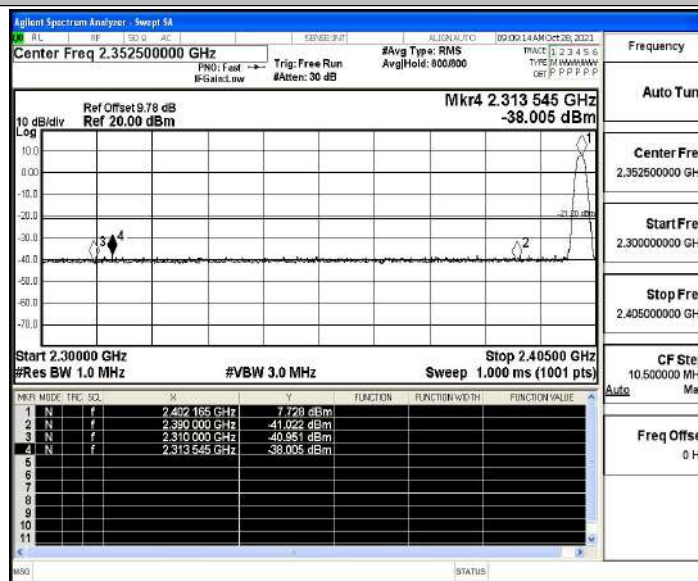 Agilent Spectrum Analyzer - Swept SA
RL RF 50 Ω AC SENSE:INT ALIGN AUTO 09:09:14 AM Oct 28, 2021
Center Freq 2.352500000 GHz
PNO: Fast
IFGain:Low
Trig: Free Run
#Atten: 30 dB
#Avg Type: RMS
Avg|Hold: 800/800
TRACE 1 2 3 4 5 6
TYPE
DET P P P P P P
Ref Offset 9.78 dB
Ref 20.00 dBm
10 dB/div
Log
Mkr4 2.313 545 GHz
-38.005 dBm
10.0
0.00
-10.0
-20.0
-30.0
-40.0
-50.0
-60.0
-70.0
1
-21.20 dBm
3 4 2
Start 2.30000 GHz Stop 2.40500 GHz
#Res BW 1.0 MHz #VBW 3.0 MHz Sweep 1.000 ms (1001 pts)
MKR MODE TRC SCL X Y FUNCTION FUNCTION WIDTH FUNCTION VALUE
1 N f 2.402 165 GHz 7.728 dBm
2 N f 2.390 000 GHz -41.022 dBm
3 N f 2.310 000 GHz -40.951 dBm
4 N f 2.313 545 GHz -38.005 dBm
5
6
7
8
9
10
11
MSG STATUS
Frequency
Auto Tun
Center Fre
2.352500000 GH
Start Fre
2.300000000 GH
Stop Fre
2.405000000 GH
CF Ste
10.500000 MH
Auto Ma
Freq Offse
0 H